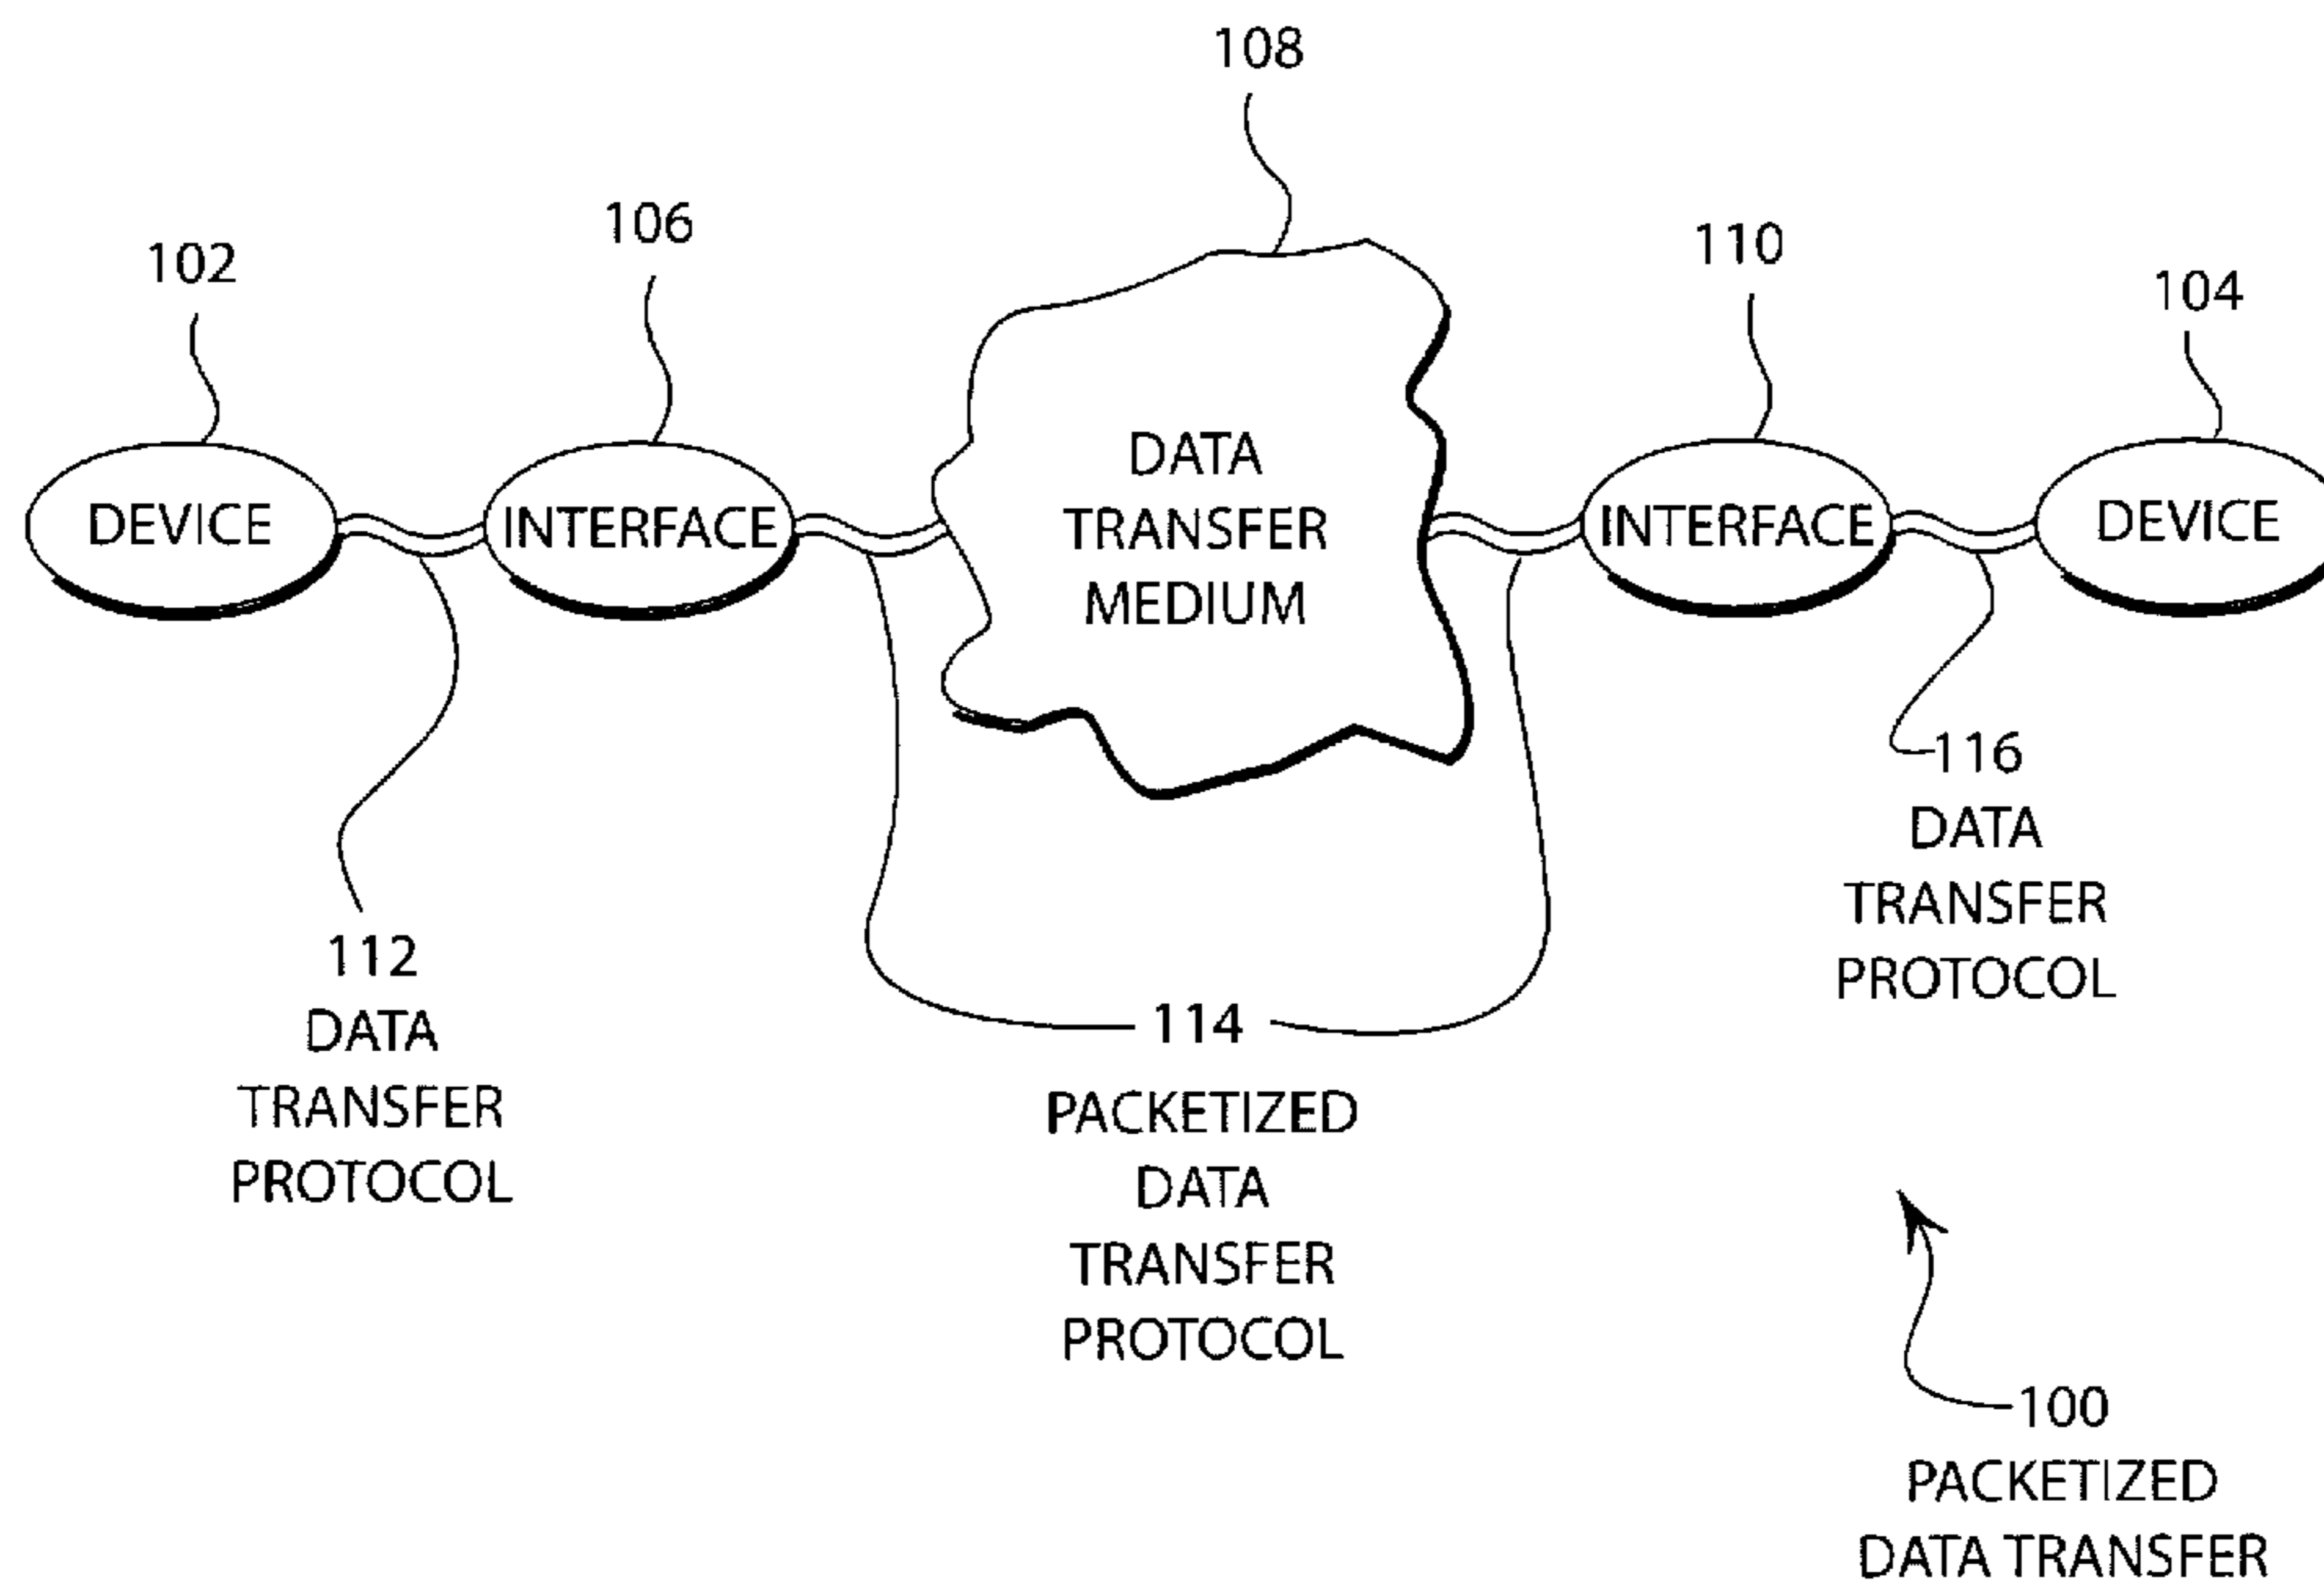 108
106
102
110
104
DEVICE
INTERFACE
DATA
TRANSFER
MEDIUM
INTERFACE
DEVICE
116
DATA
TRANSFER
PROTOCOL
112
DATA
TRANSFER
PROTOCOL
114
PACKETIZED
DATA
TRANSFER
PROTOCOL
100
PACKETIZED
DATA TRANSFER